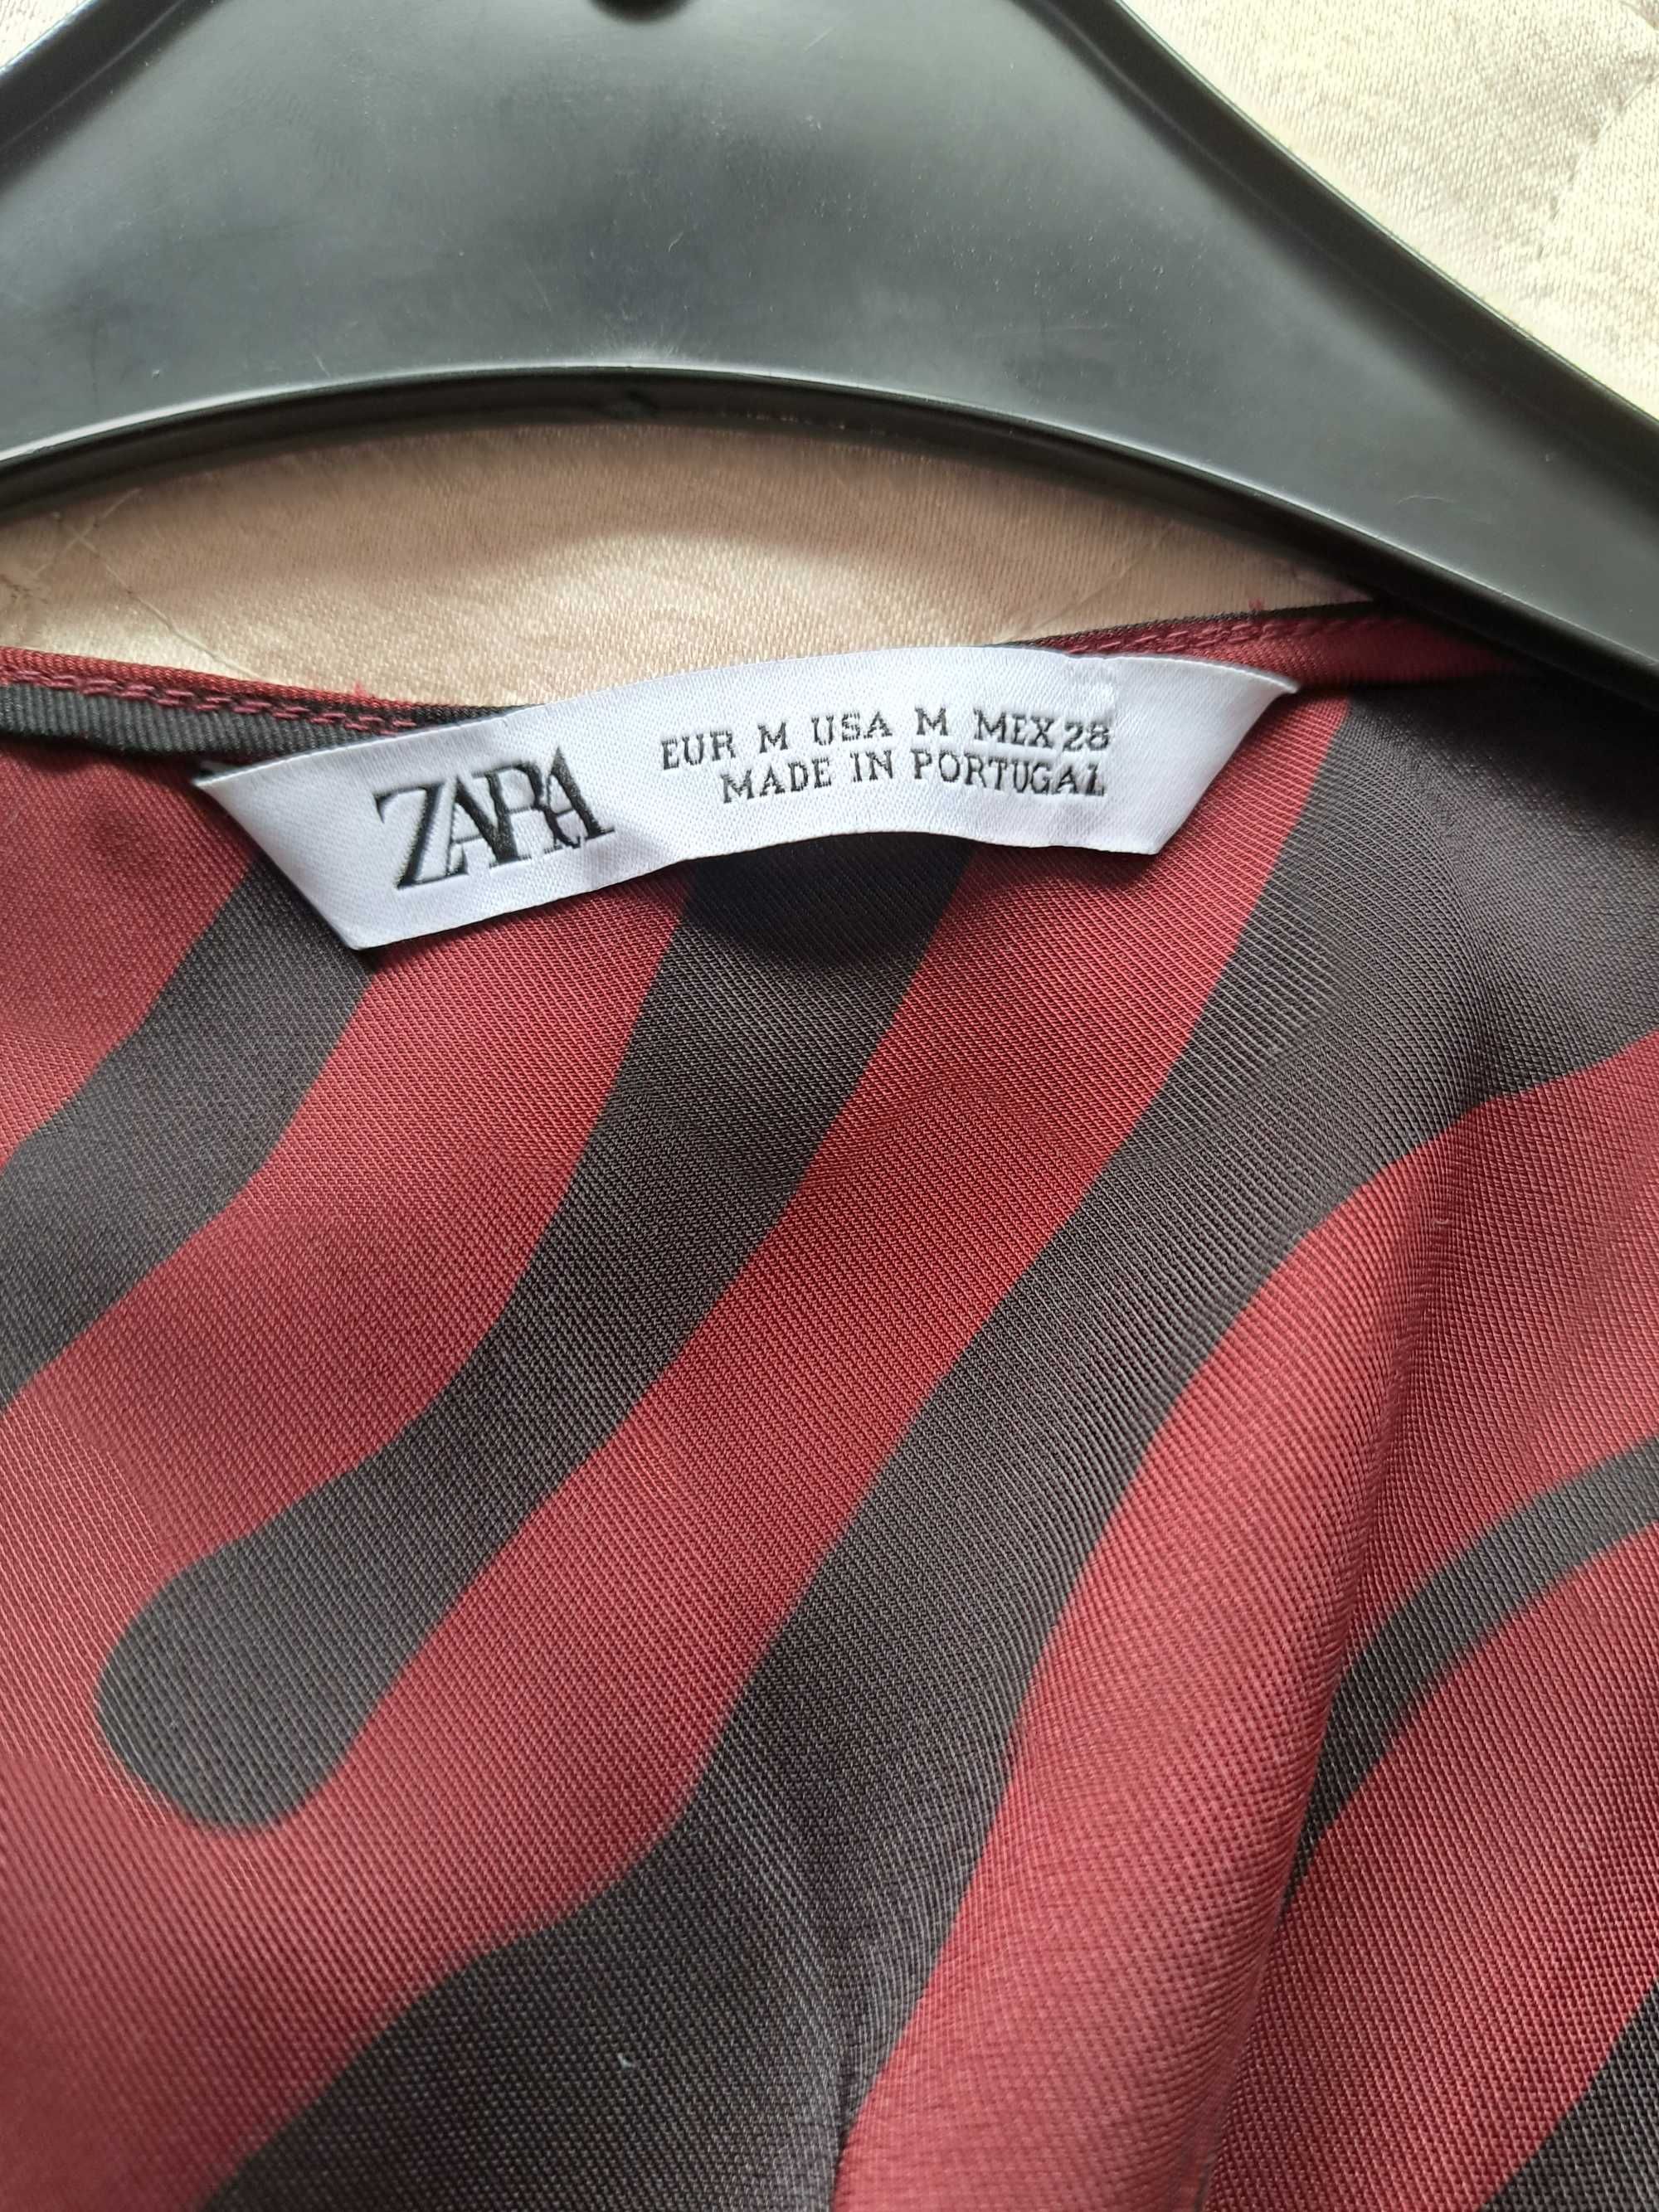 ZARA
EUR M USA M MEX 28
MADE IN PORTUGAL